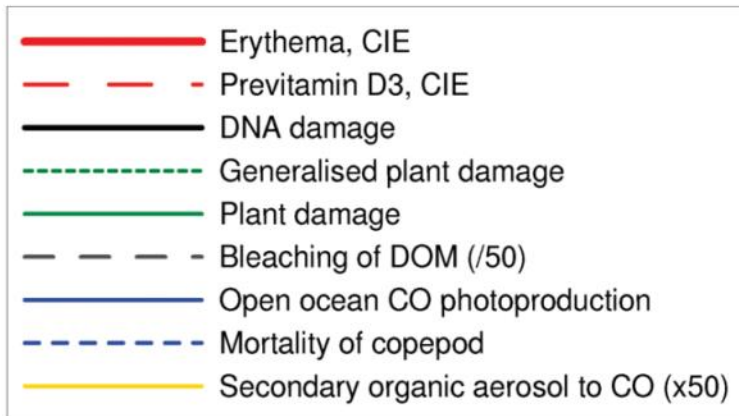 Erythema, CIE
Previtamin D3, CIE
DNA damage
Generalised plant damage
Plant damage
Bleaching of DOM (/50)
Open ocean CO photoproduction
Mortality of copepod
Secondary organic aerosol to CO (x50)